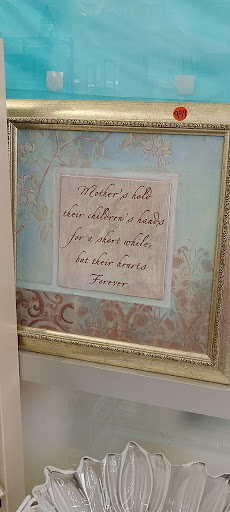 Mother's hold
their children's hands
for a short while,
but their hearts
Forever.